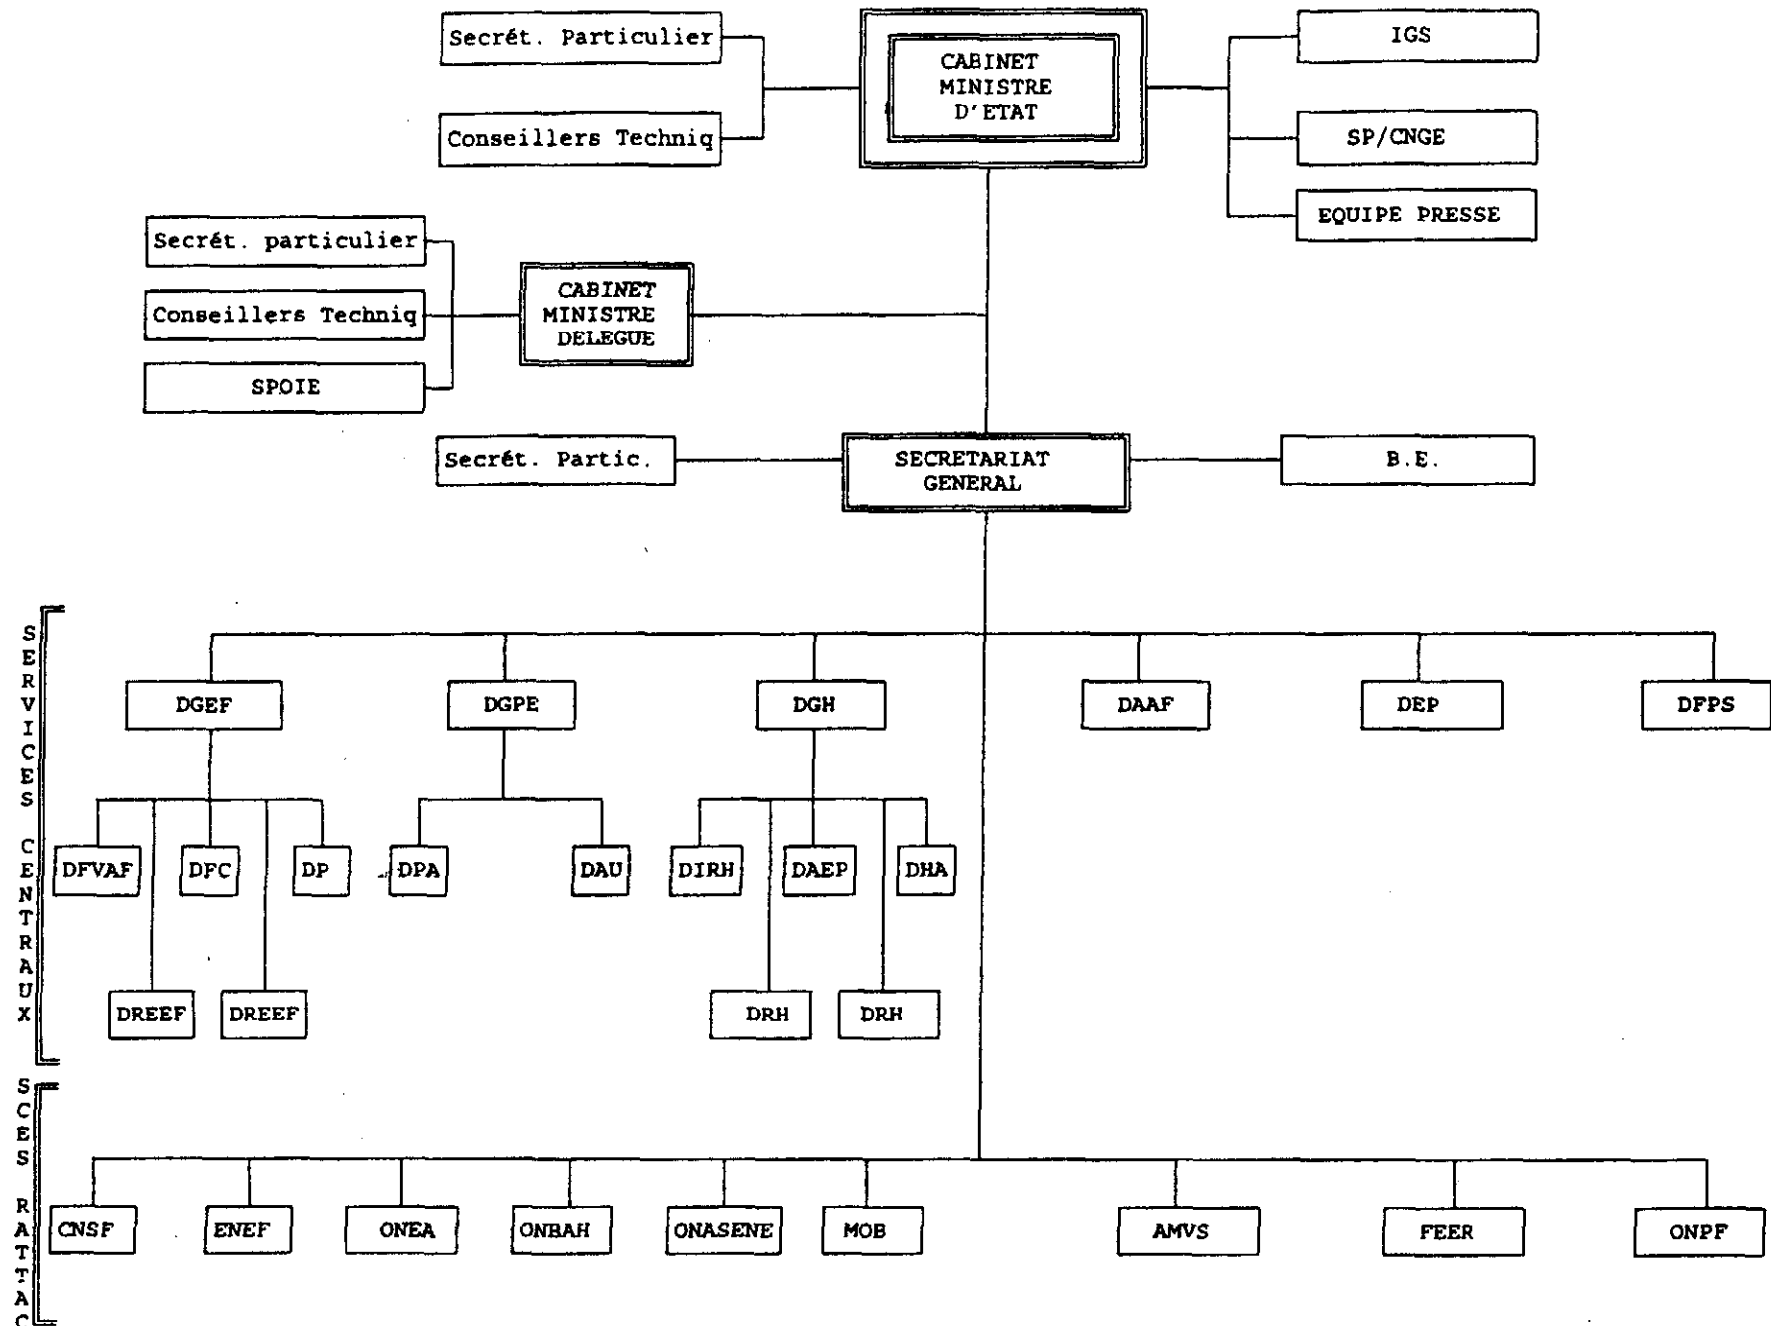 Secrét. Particulier
CABINET
MINISTRE
D'ETAT
IGS
Conseillers Techniq
SP/CNGE
EQUIPE PRESSE
Secrét. particulier
Conseillers Techniq
SPOIE
CABINET
MINISTRE
DELEGUE
Secrét. Partic.
SECRETARIAT
GENERAL
B.E.
SERVICES CENTRAUX
DGEF
DGPE
DGH
DAAF
DEP
DFPS
DFVAF
DFC
DP
DPA
DAU
DIRH
DAEP
DHA
DREEF
DREEF
DRH
DRH
SCES RATTAC
CNSF
ENEF
ONEA
ONBAH
ONASENE
MOB
AMVS
FEER
ONPF